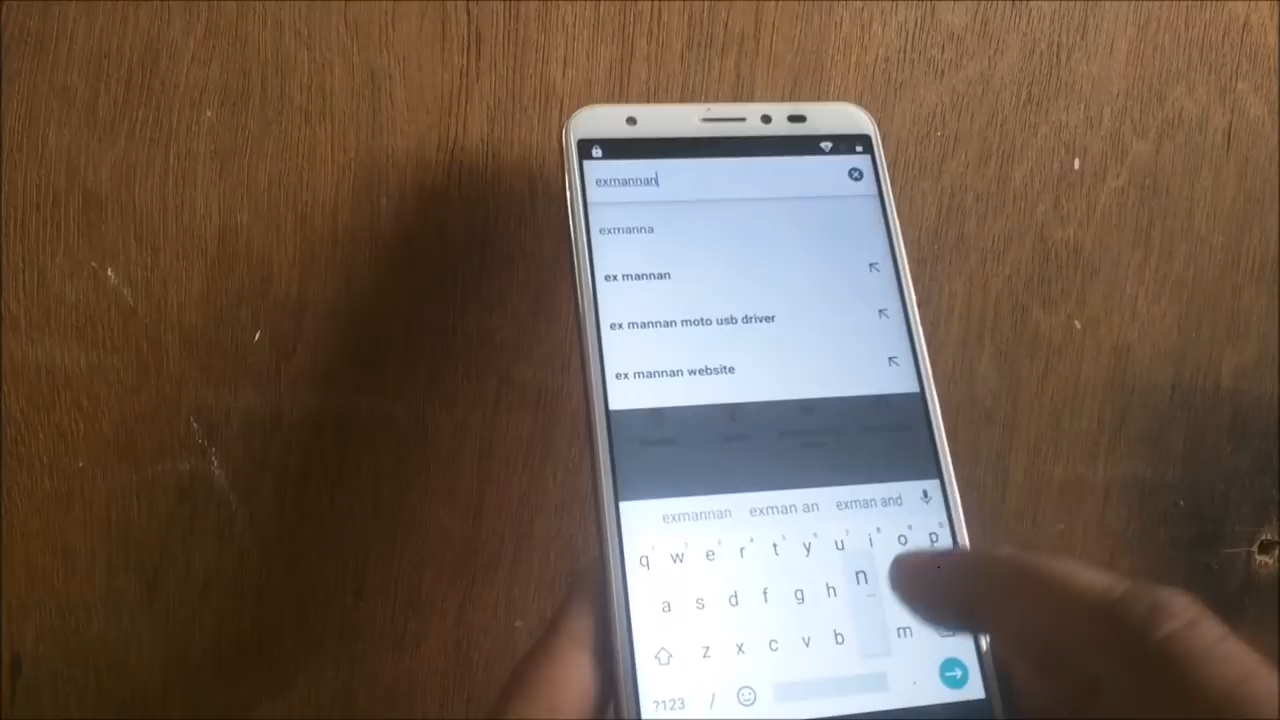 exmannan
exmanna
ex mannan
ex mannan moto usb driver
ex mannan website
exmannan exman an exman and
q w e r t y u i o p
a s d f g h n
z x c v b m
?123 / .